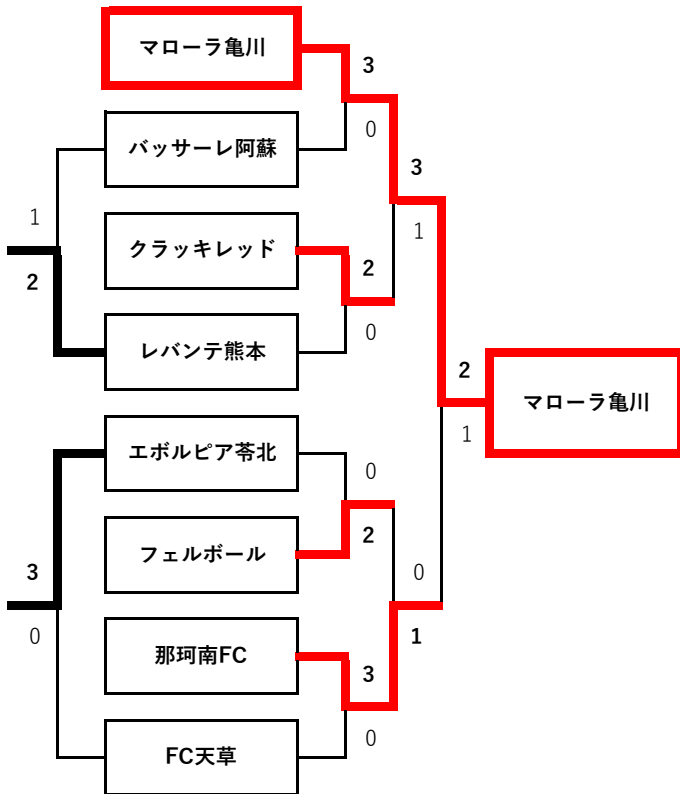 マローラ亀川
3
0
バッサーレ阿蘇
3
1
1
クラッキレッド
2
2
0
レバンテ熊本
2
マローラ亀川
1
エボルピア苓北
0
2
フェルボール
3
0
0
1
那珂南FC
3
0
FC天草